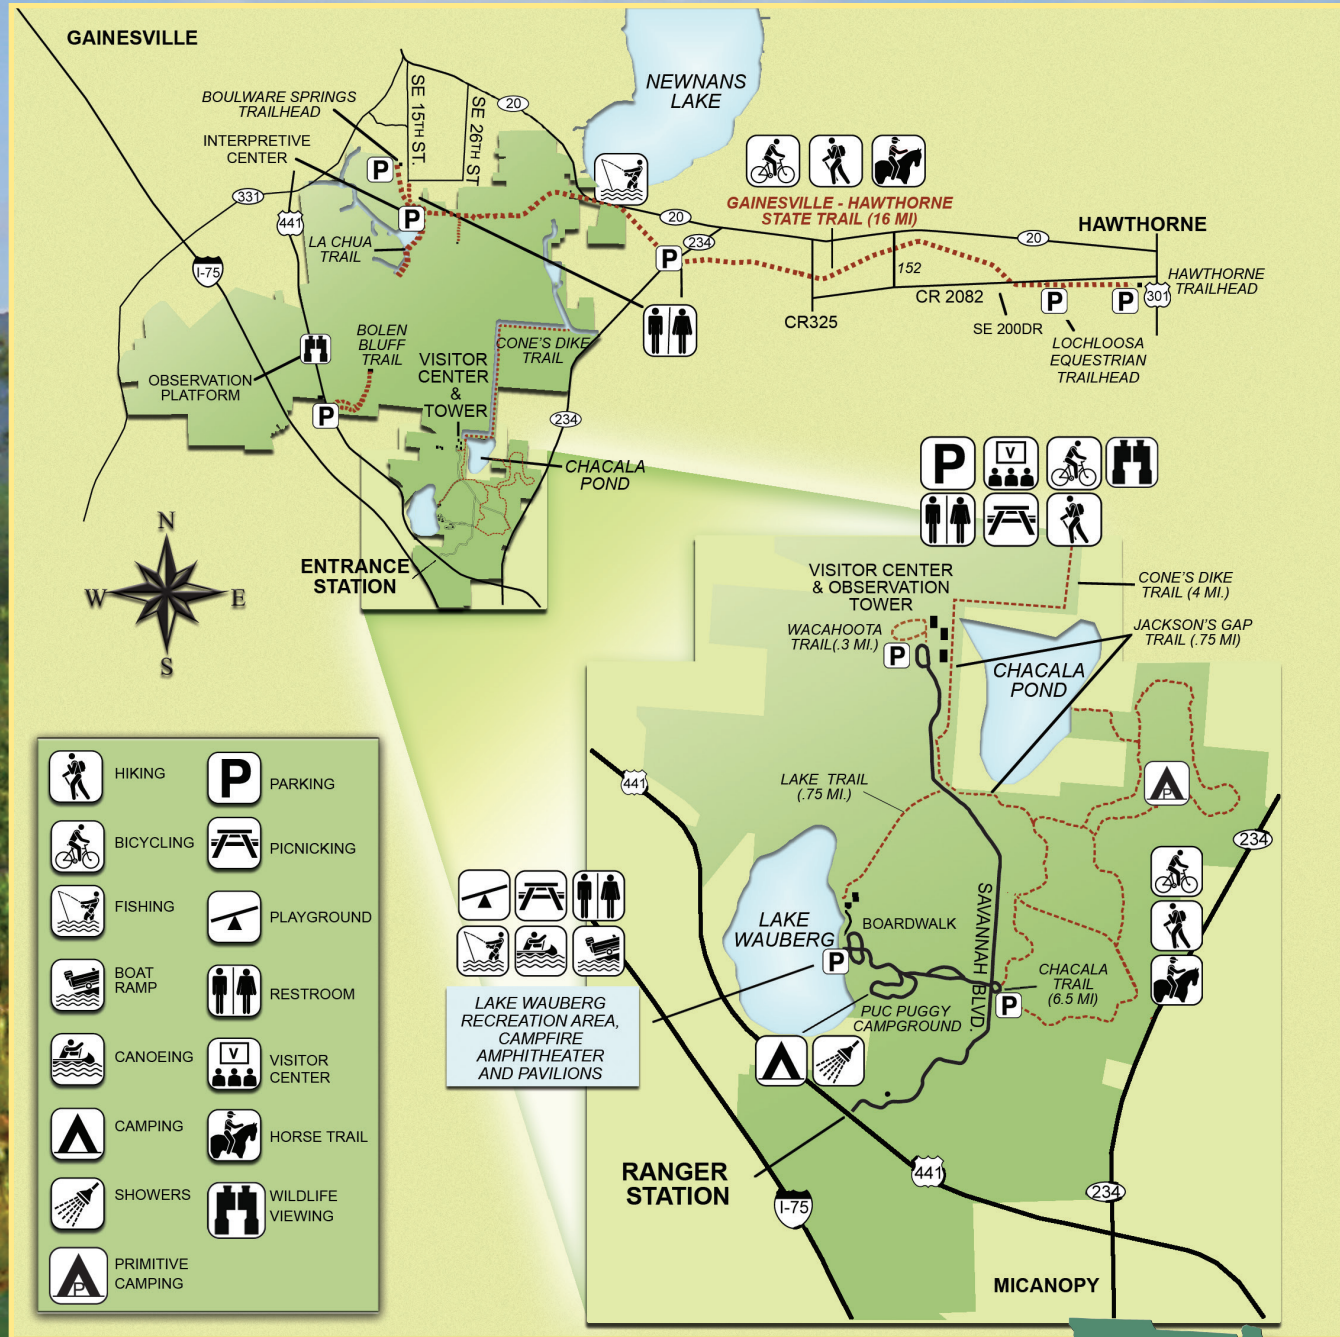 GAINESVILLE
NEWNANS
LAKE
BOULWARE SPRINGS
TRAILHEAD
SE 15TH ST.
SE 26TH ST
20
INTERPRETIVE
CENTER
P
331
441
P
GAINESVILLE - HAWTHORNE
STATE TRAIL (16 MI)
20
234
20
HAWTHORNE
LA CHUA
TRAIL
I-75
P
152
HAWTHORNE
TRAILHEAD
CR 2082
P
P
301
CR325
SE 200DR
LOCHLOOSA
EQUESTRIAN
TRAILHEAD
BOLEN
BLUFF
TRAIL
CONE'S DIKE
TRAIL
VISITOR
CENTER
&
TOWER
OBSERVATION
PLATFORM
P
234
CHACALA
POND
ENTRANCE
STATION
N
W
E
S
P
V
VISITOR CENTER
& OBSERVATION
TOWER
CONE'S DIKE
TRAIL (4 MI.)
WACAHOOTA
TRAIL(.3 MI.)
P
JACKSON'S GAP
TRAIL (.75 MI)
CHACALA
POND
441
LAKE TRAIL
(.75 MI.)
P
234
LAKE
WAUBERG
BOARDWALK
SAVANNAH BLVD.
P
CHACALA
TRAIL
(6.5 MI)
P
PUC PUGGY
CAMPGROUND
LAKE WAUBERG
RECREATION AREA,
CAMPFIRE
AMPHITHEATER
AND PAVILIONS
RANGER
STATION
441
234
I-75
MICANOPY
HIKING
P
PARKING
BICYCLING
PICNICKING
FISHING
PLAYGROUND
BOAT
RAMP
RESTROOM
CANOEING
V
VISITOR
CENTER
CAMPING
HORSE TRAIL
SHOWERS
WILDLIFE
VIEWING
P
PRIMITIVE
CAMPING